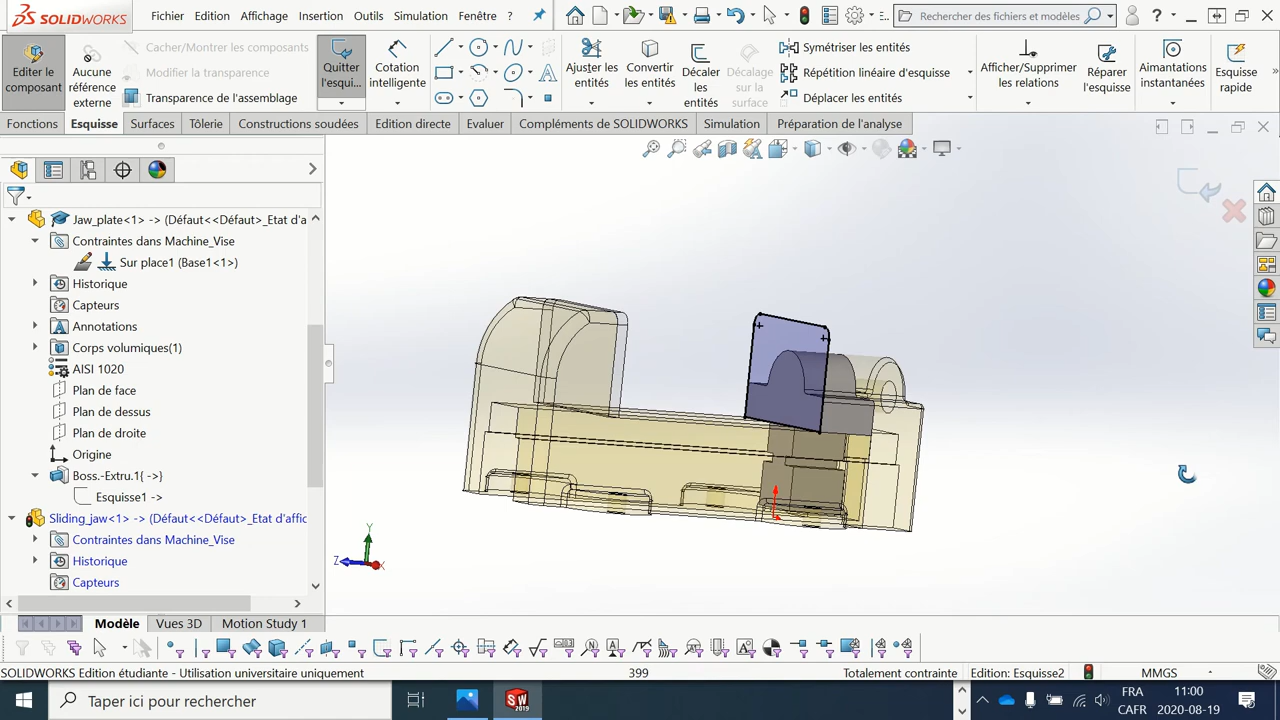 SOLIDWORKS
Fichier
Edition
Affichage
Insertion
Outils
Simulation
Fenêtre
Rechercher des fichiers et modèles
?
Editer le composant
Aucune référence externe
Cacher/Montrer les composants
Modifier la transparence
Transparence de l'assemblage
Quitter l'esqui...
Cotation intelligente
Ajuster les entités
Convertir les entités
Décaler les entités
Décalage sur la surface
Symétriser les entités
Répétition linéaire d'esquisse
Déplacer les entités
Afficher/Supprimer les relations
Réparer l'esquisse
Aimantations instantanées
Esquisse rapide
Fonctions
Esquisse
Surfaces
Tôlerie
Constructions soudées
Edition directe
Evaluer
Compléments de SOLIDWORKS
Simulation
Préparation de l'analyse
Jaw_plate<1> -> (Défaut<<Défaut>_Etat d'a
Contraintes dans Machine_Vise
Sur place1 (Base1<1>)
Historique
Capteurs
Annotations
Corps volumiques(1)
AISI 1020
Plan de face
Plan de dessus
Plan de droite
Origine
Boss.-Extru.1{ ->}
Esquisse1 ->
Sliding_jaw<1> -> (Défaut<<Défaut>_Etat d'affic
Contraintes dans Machine_Vise
Historique
Capteurs
Y
Z
X
Modèle
Vues 3D
Motion Study 1
SOLIDWORKS Edition étudiante - Utilisation universitaire uniquement
399
Totalement contrainte
Edition: Esquisse2
MMGS
Taper ici pour rechercher
SW
2019
FRA
CAFR
11:00
2020-08-19